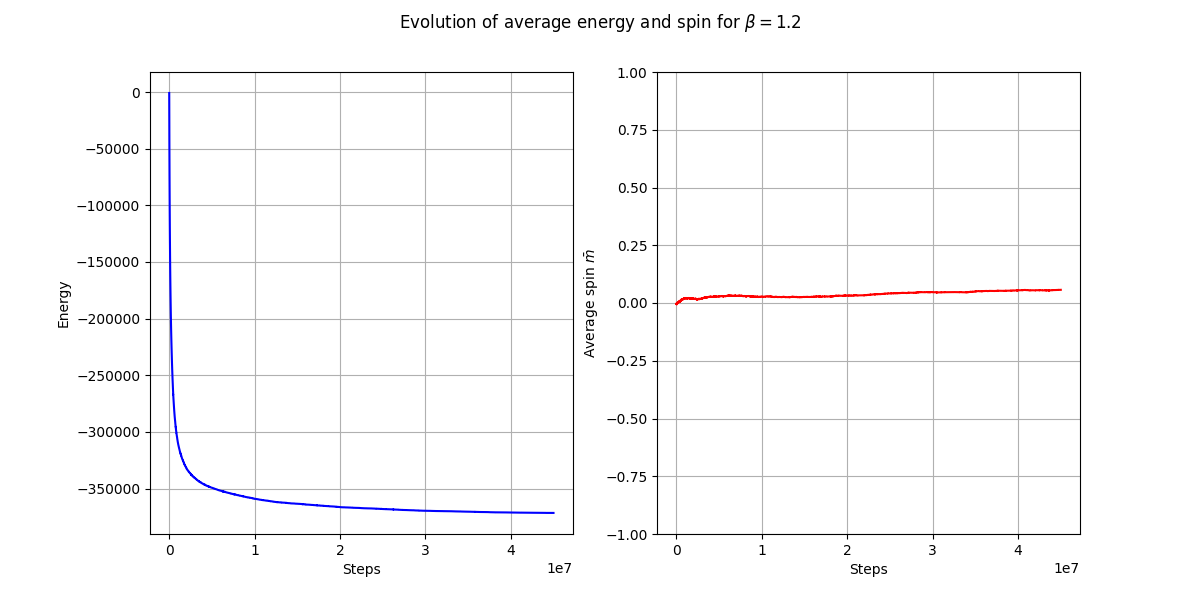 Evolution of average energy and spin for β = 1.2
0
−50000
−100000
−150000
−200000
−250000
−300000
−350000
Energy
0 1 2 3 4
1e7
Steps
1.00
0.75
0.50
0.25
0.00
−0.25
−0.50
−0.75
−1.00
Average spin m̄
0 1 2 3 4
1e7
Steps